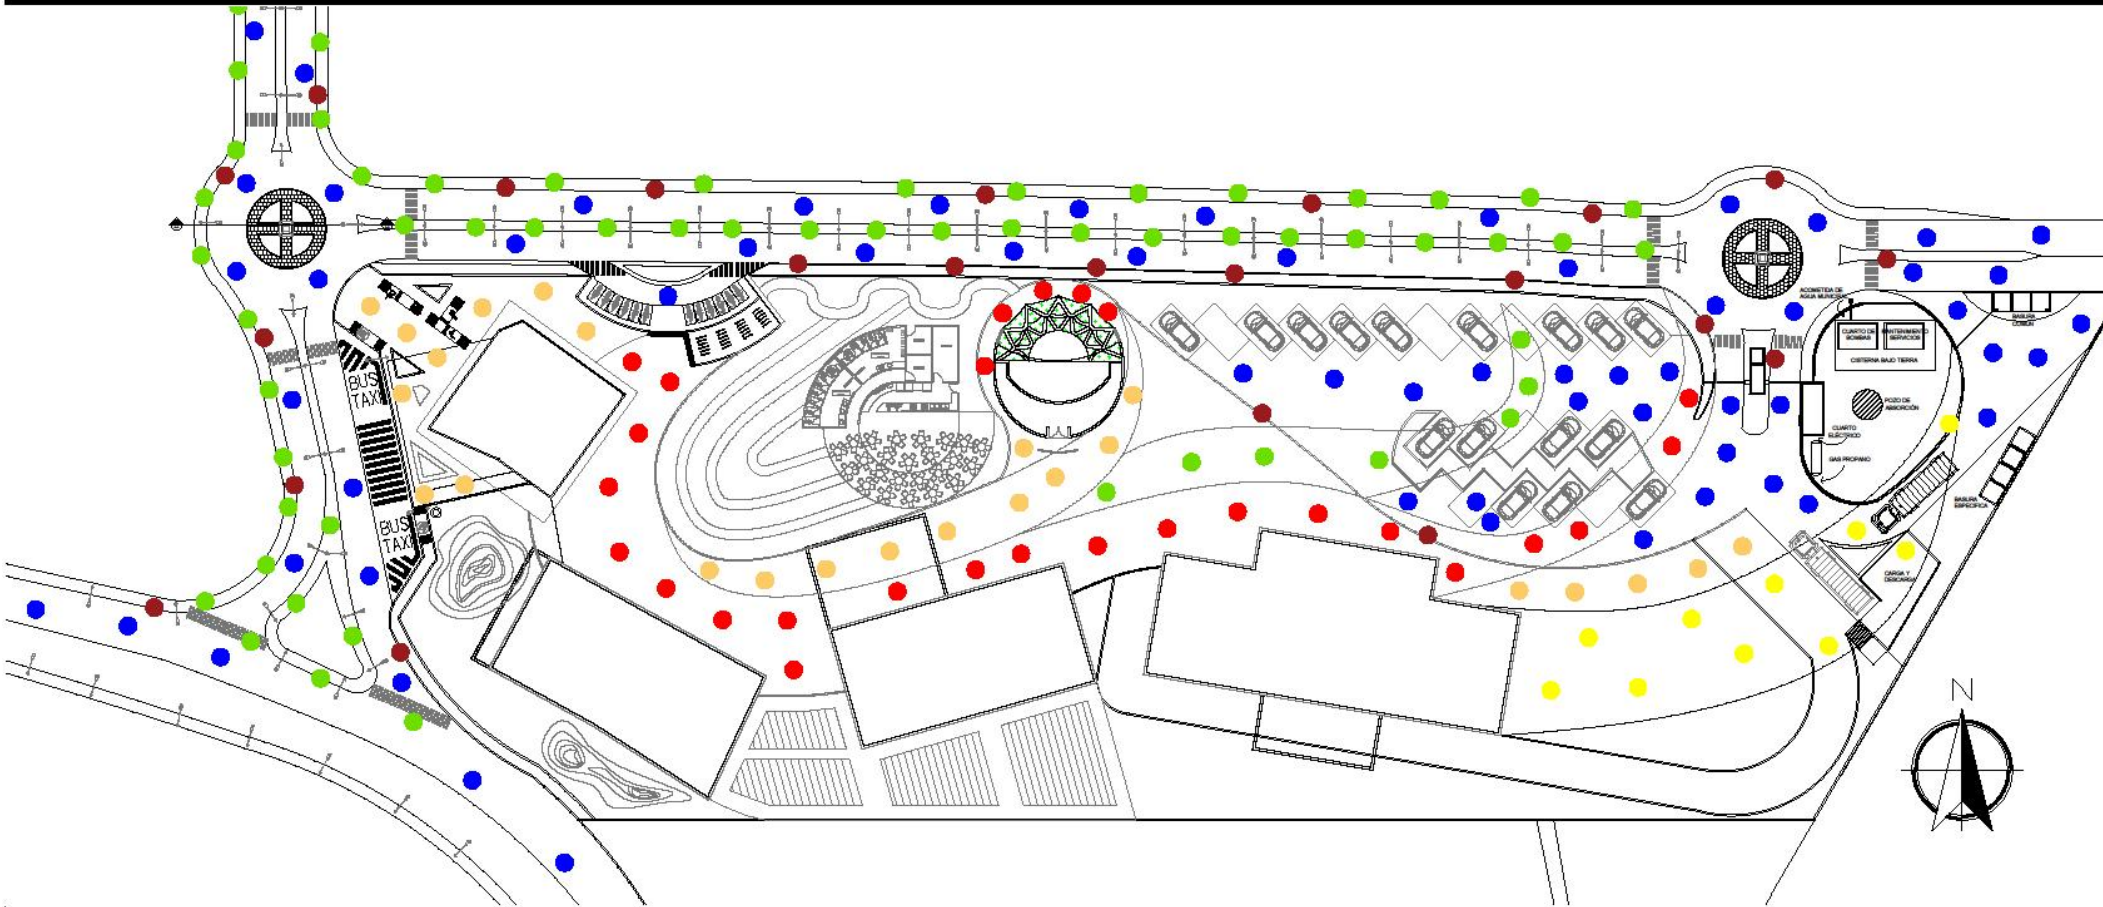 ACOMETIDA DE
AGUA MUNICIPAL
BASURA
COMÚN
CUARTO DE
BOMBAS
MANTENIMIENTO
SERVICIOS
CISTERNA BAJO TIERRA
POZO DE
ABSORCIÓN
CUARTO
ELÉCTRICO
GAS PROPANO
BASURA
ESPECIFICA
CARGA Y
DESCARGA
BUS
TAXI
BUS
TAXI
N